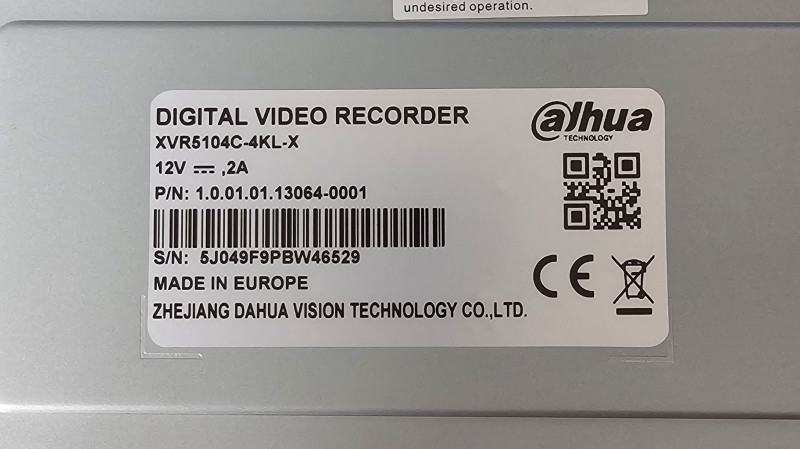 undesired operation.
DIGITAL VIDEO RECORDER
alhua
TECHNOLOGY
XVR5104C-4KL-X
12V ⎓ ,2A
P/N: 1.0.01.01.13064-0001
S/N: 5J049F9PBW46529
MADE IN EUROPE
ZHEJIANG DAHUA VISION TECHNOLOGY CO.,LTD.
CE